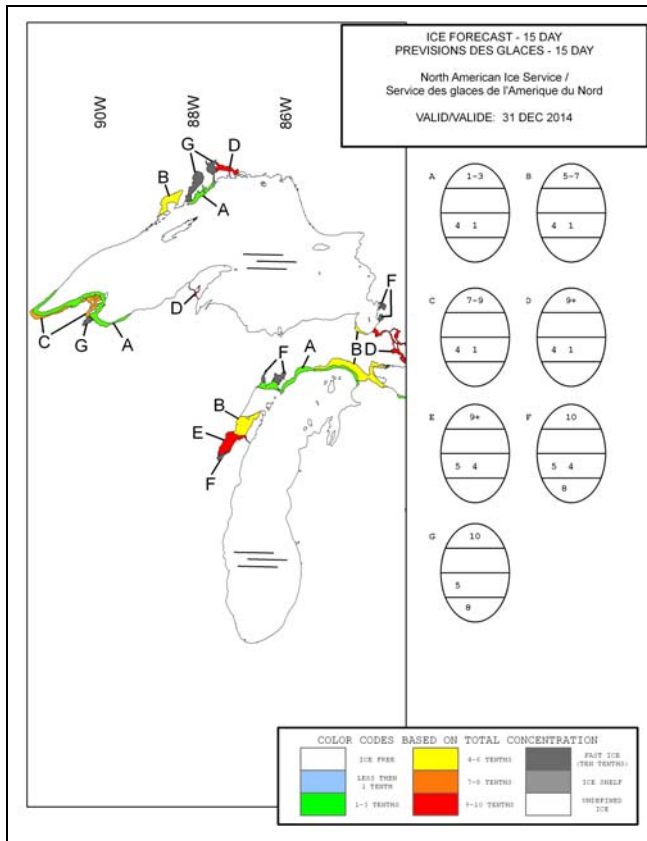 ICE FORECAST - 15 DAY
PREVISIONS DES GLACES - 15 DAY
North American Ice Service /
Service des glaces de l'Amerique du Nord
VALID/VALIDE: 31 DEC 2014
90W
88W
86W
G
D
B
A
F
D
C
G
A
F
A
B
D
B
E
F
A
1-3
4 1
B
5-7
4 1
C
7-9
4 1
D
9+
4 1
E
9+
5 4
F
10
5 4
8
G
10
5
8
COLOR CODES BASED ON TOTAL CONCENTRATION
ICE FREE
4-6 TENTHS
FAST ICE
(TEN TENTHS)
LESS THEN
1 TENTH
7-8 TENTHS
ICE SHELF
1-3 TENTHS
9-10 TENTHS
UNDEFINED
ICE